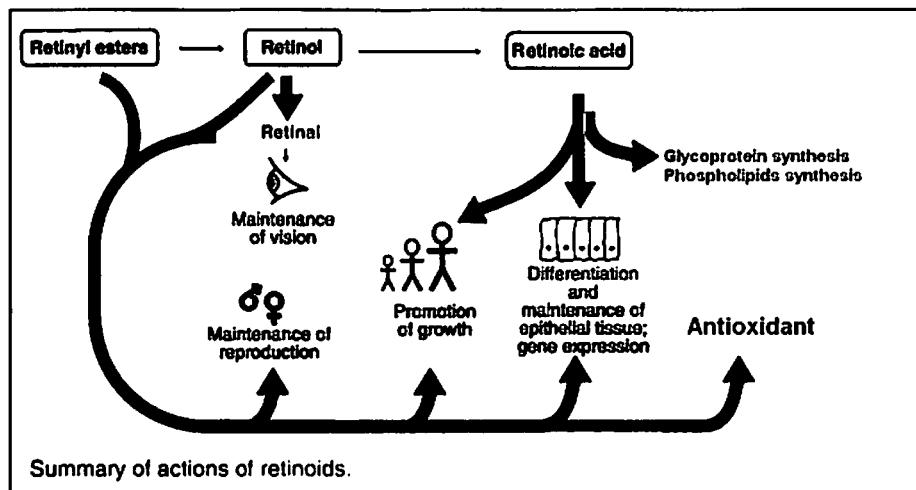 Retinyl esters
Retinol
Retinoic acid
Retinal
Maintenance
of vision
Glycoprotein synthesis
Phospholipids synthesis
Maintenance of
reproduction
Promotion
of growth
Differentiation
and
maintenance of
epithelial tissue;
gene expression
Antioxidant
Summary of actions of retinoids.